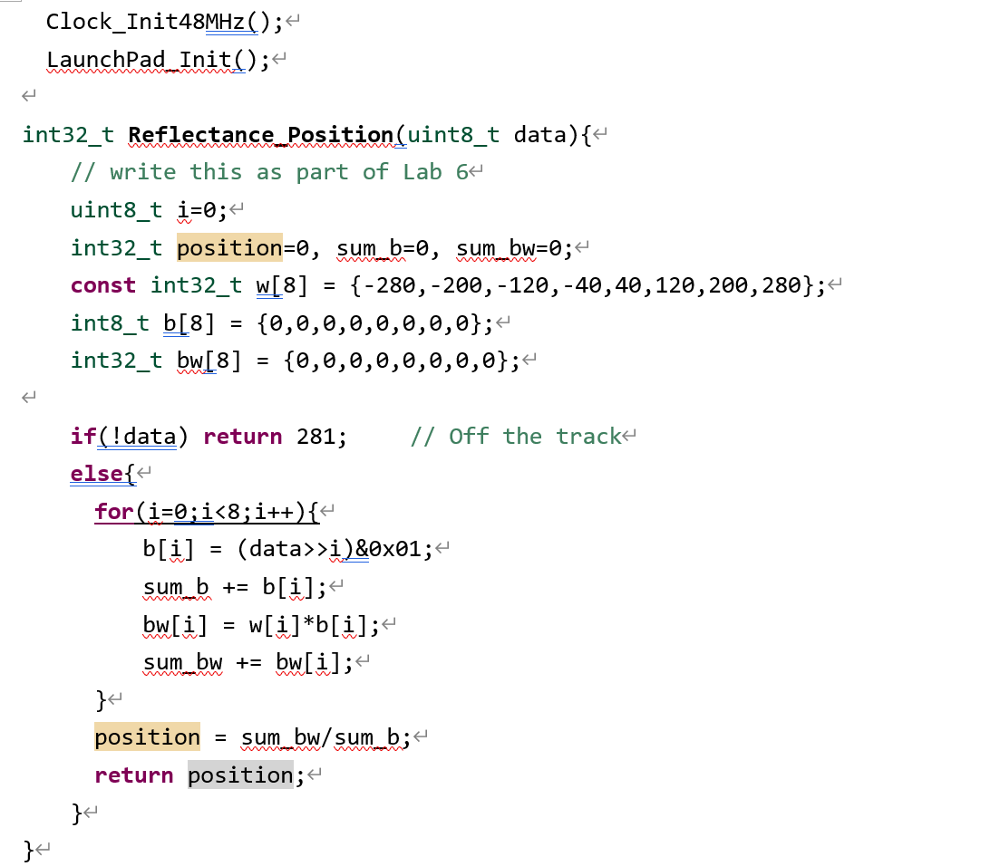 Clock_Init48MHz();↵
LaunchPad_Init();↵
↵
int32_t Reflectance_Position(uint8_t data){↵
// write this as part of Lab 6↵
uint8_t i=0;↵
int32_t position=0, sum_b=0, sum_bw=0;↵
const int32_t w[8] = {-280,-200,-120,-40,40,120,200,280};↵
int8_t b[8] = {0,0,0,0,0,0,0,0};↵
int32_t bw[8] = {0,0,0,0,0,0,0,0};↵
↵
if(!data) return 281;     // Off the track↵
else{↵
for(i=0;i<8;i++){↵
b[i] = (data>>i)&0x01;↵
sum_b += b[i];↵
bw[i] = w[i]*b[i];↵
sum_bw += bw[i];↵
}↵
position = sum_bw/sum_b;↵
return position;↵
}↵
}↵